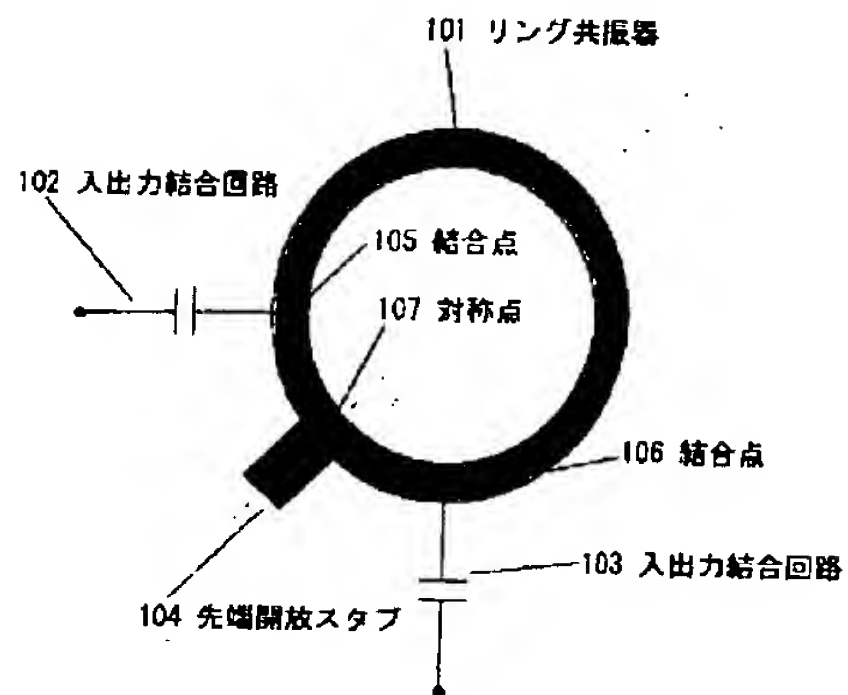 101 リング共振器
102 入出力結合回路
105 結合点
107 対称点
106 結合点
103 入出力結合回路
104 先端開放スタブ